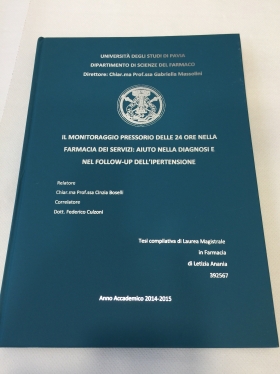 UNIVERSITÀ DEGLI STUDI DI PAVIA
DIPARTIMENTO DI SCIENZE DEL FARMACO
Direttore: Chiar.ma Prof.ssa Gabriella Massolini
IL MONITORAGGIO PRESSORIO DELLE 24 ORE NELLA
FARMACIA DEI SERVIZI: AIUTO NELLA DIAGNOSI E
NEL FOLLOW-UP DELL'IPERTENSIONE
Relatore
Chiar.ma Prof.ssa Cinzia Boselli
Correlatore
Dott. Federico Culzoni
Tesi compilativa di Laurea Magistrale
in Farmacia
di Letizia Anania
392567
Anno Accademico 2014-2015